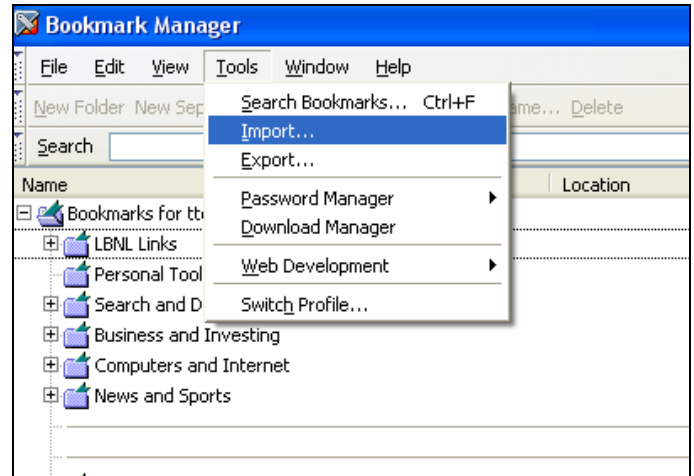 Bookmark Manager
File Edit View Tools Window Help
New Folder New Sep
Search Bookmarks... Ctrl+F
ame... Delete
Import...
Search
Export...
Name
Location
Password Manager
Bookmarks for tt
Download Manager
LBNL Links
Web Development
Personal Tool
Search and D
Switch Profile...
Business and Investing
Computers and Internet
News and Sports